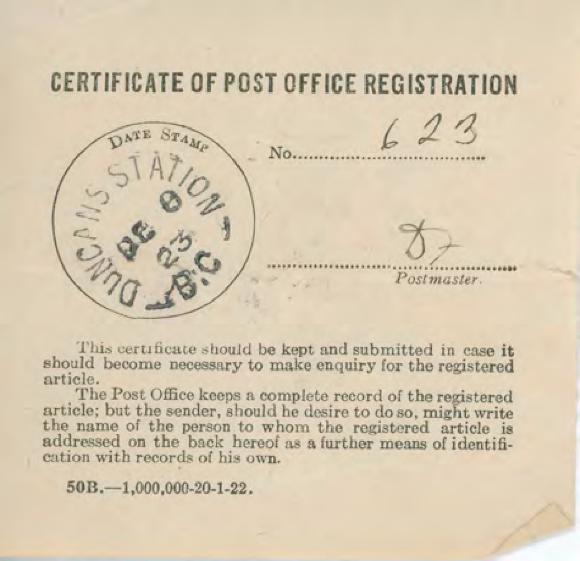 CERTIFICATE OF POST OFFICE REGISTRATION
DATE STAMP
DUNCANS STATION
DE
23
B.C
No. 623
Postmaster.
This certificate should be kept and submitted in case it
should become necessary to make enquiry for the registered
article.
The Post Office keeps a complete record of the registered
article; but the sender, should he desire to do so, might write
the name of the person to whom the registered article is
addressed on the back hereof as a further means of identifi-
cation with records of his own.
50B.—1,000,000-20-1-22.